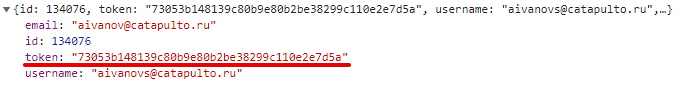 {id: 134076, token: "73053b148139c80b9e80b2be38299c110e2e7d5a", username: "aivanovs@catapulto.ru",…}
email: "aivanov@catapulto.ru"
id: 134076
token: "73053b148139c80b9e80b2be38299c110e2e7d5a"
username: "aivanovs@catapulto.ru"